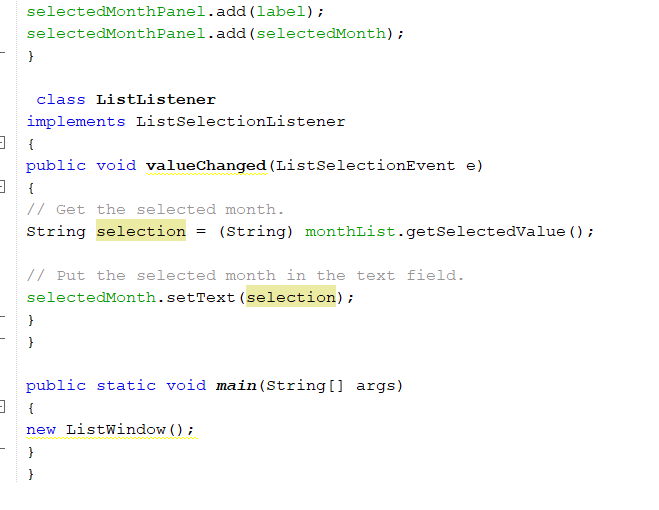 selectedMonthPanel.add(label);
selectedMonthPanel.add(selectedMonth);
}
class ListListener
implements ListSelectionListener
{
public void valueChanged(ListSelectionEvent e)
{
// Get the selected month.
String selection = (String) monthList.getSelectedValue();
// Put the selected month in the text field.
selectedMonth.setText(selection);
}
}
public static void main(String[] args)
{
new ListWindow();
}
}